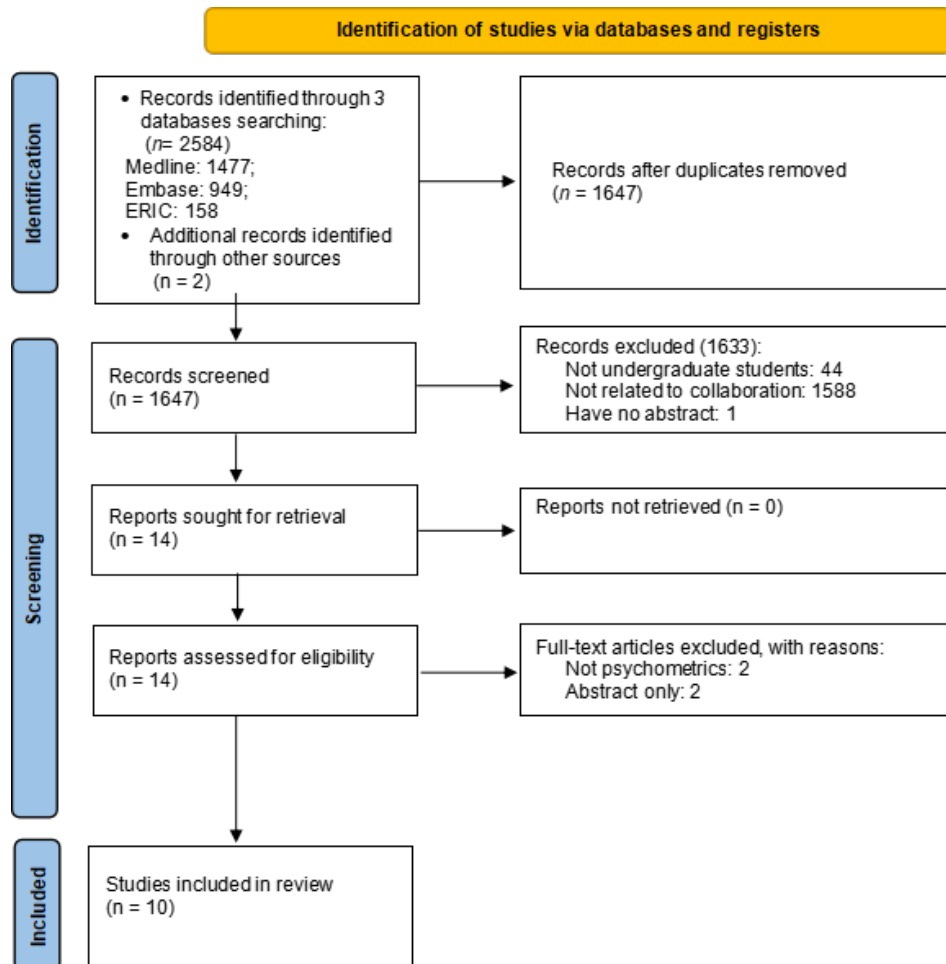 Identification of studies via databases and registers
Identification
• Records identified through 3
databases searching:
(n= 2584)
Medline: 1477;
Embase: 949;
ERIC: 158
• Additional records identified
through other sources
(n = 2)
Records after duplicates removed
(n = 1647)
Screening
Records screened
(n = 1647)
Records excluded (1633):
Not undergraduate students: 44
Not related to collaboration: 1588
Have no abstract: 1
Reports sought for retrieval
(n = 14)
Reports not retrieved (n = 0)
Reports assessed for eligibility
(n = 14)
Full-text articles excluded, with reasons:
Not psychometrics: 2
Abstract only: 2
Included
Studies included in review
(n = 10)